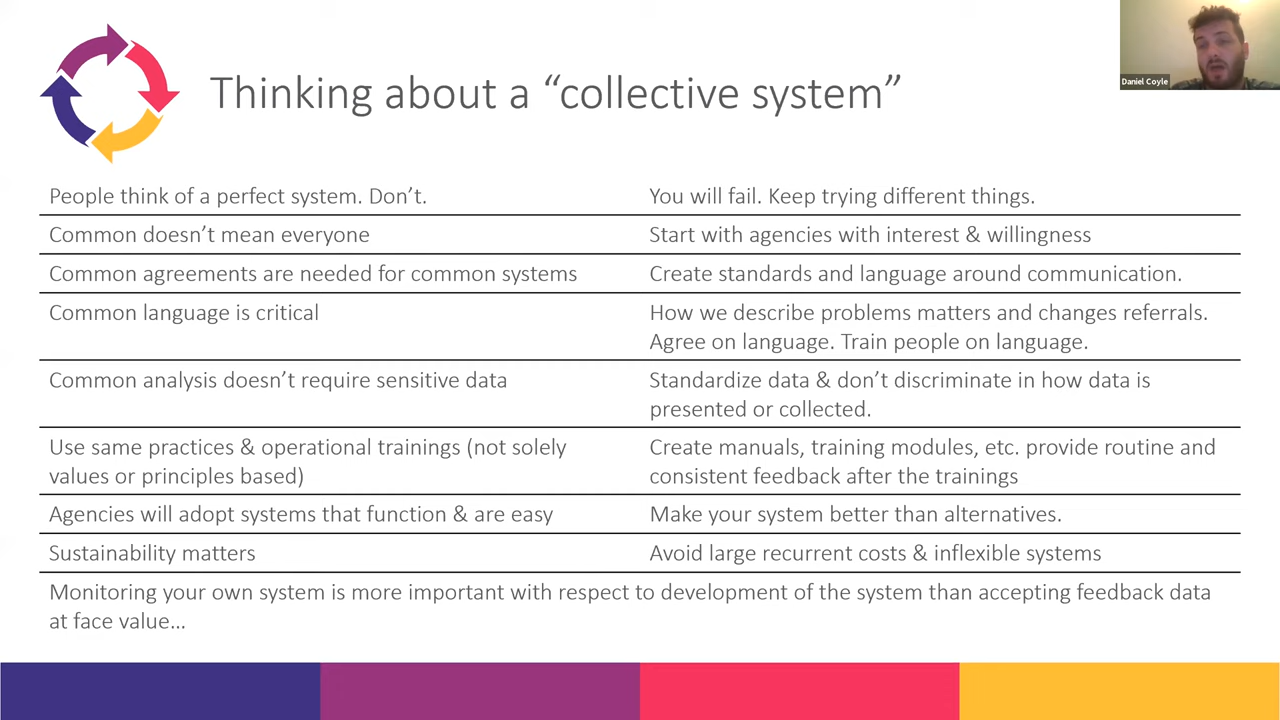 Thinking about a “collective system”
Daniel Coyle
People think of a perfect system. Don’t.
You will fail. Keep trying different things.
Common doesn’t mean everyone
Start with agencies with interest & willingness
Common agreements are needed for common systems
Create standards and language around communication.
Common language is critical
How we describe problems matters and changes referrals.
Agree on language. Train people on language.
Common analysis doesn’t require sensitive data
Standardize data & don’t discriminate in how data is
presented or collected.
Use same practices & operational trainings (not solely
values or principles based)
Create manuals, training modules, etc. provide routine and
consistent feedback after the trainings
Agencies will adopt systems that function & are easy
Make your system better than alternatives.
Sustainability matters
Avoid large recurrent costs & inflexible systems
Monitoring your own system is more important with respect to development of the system than accepting feedback data
at face value…